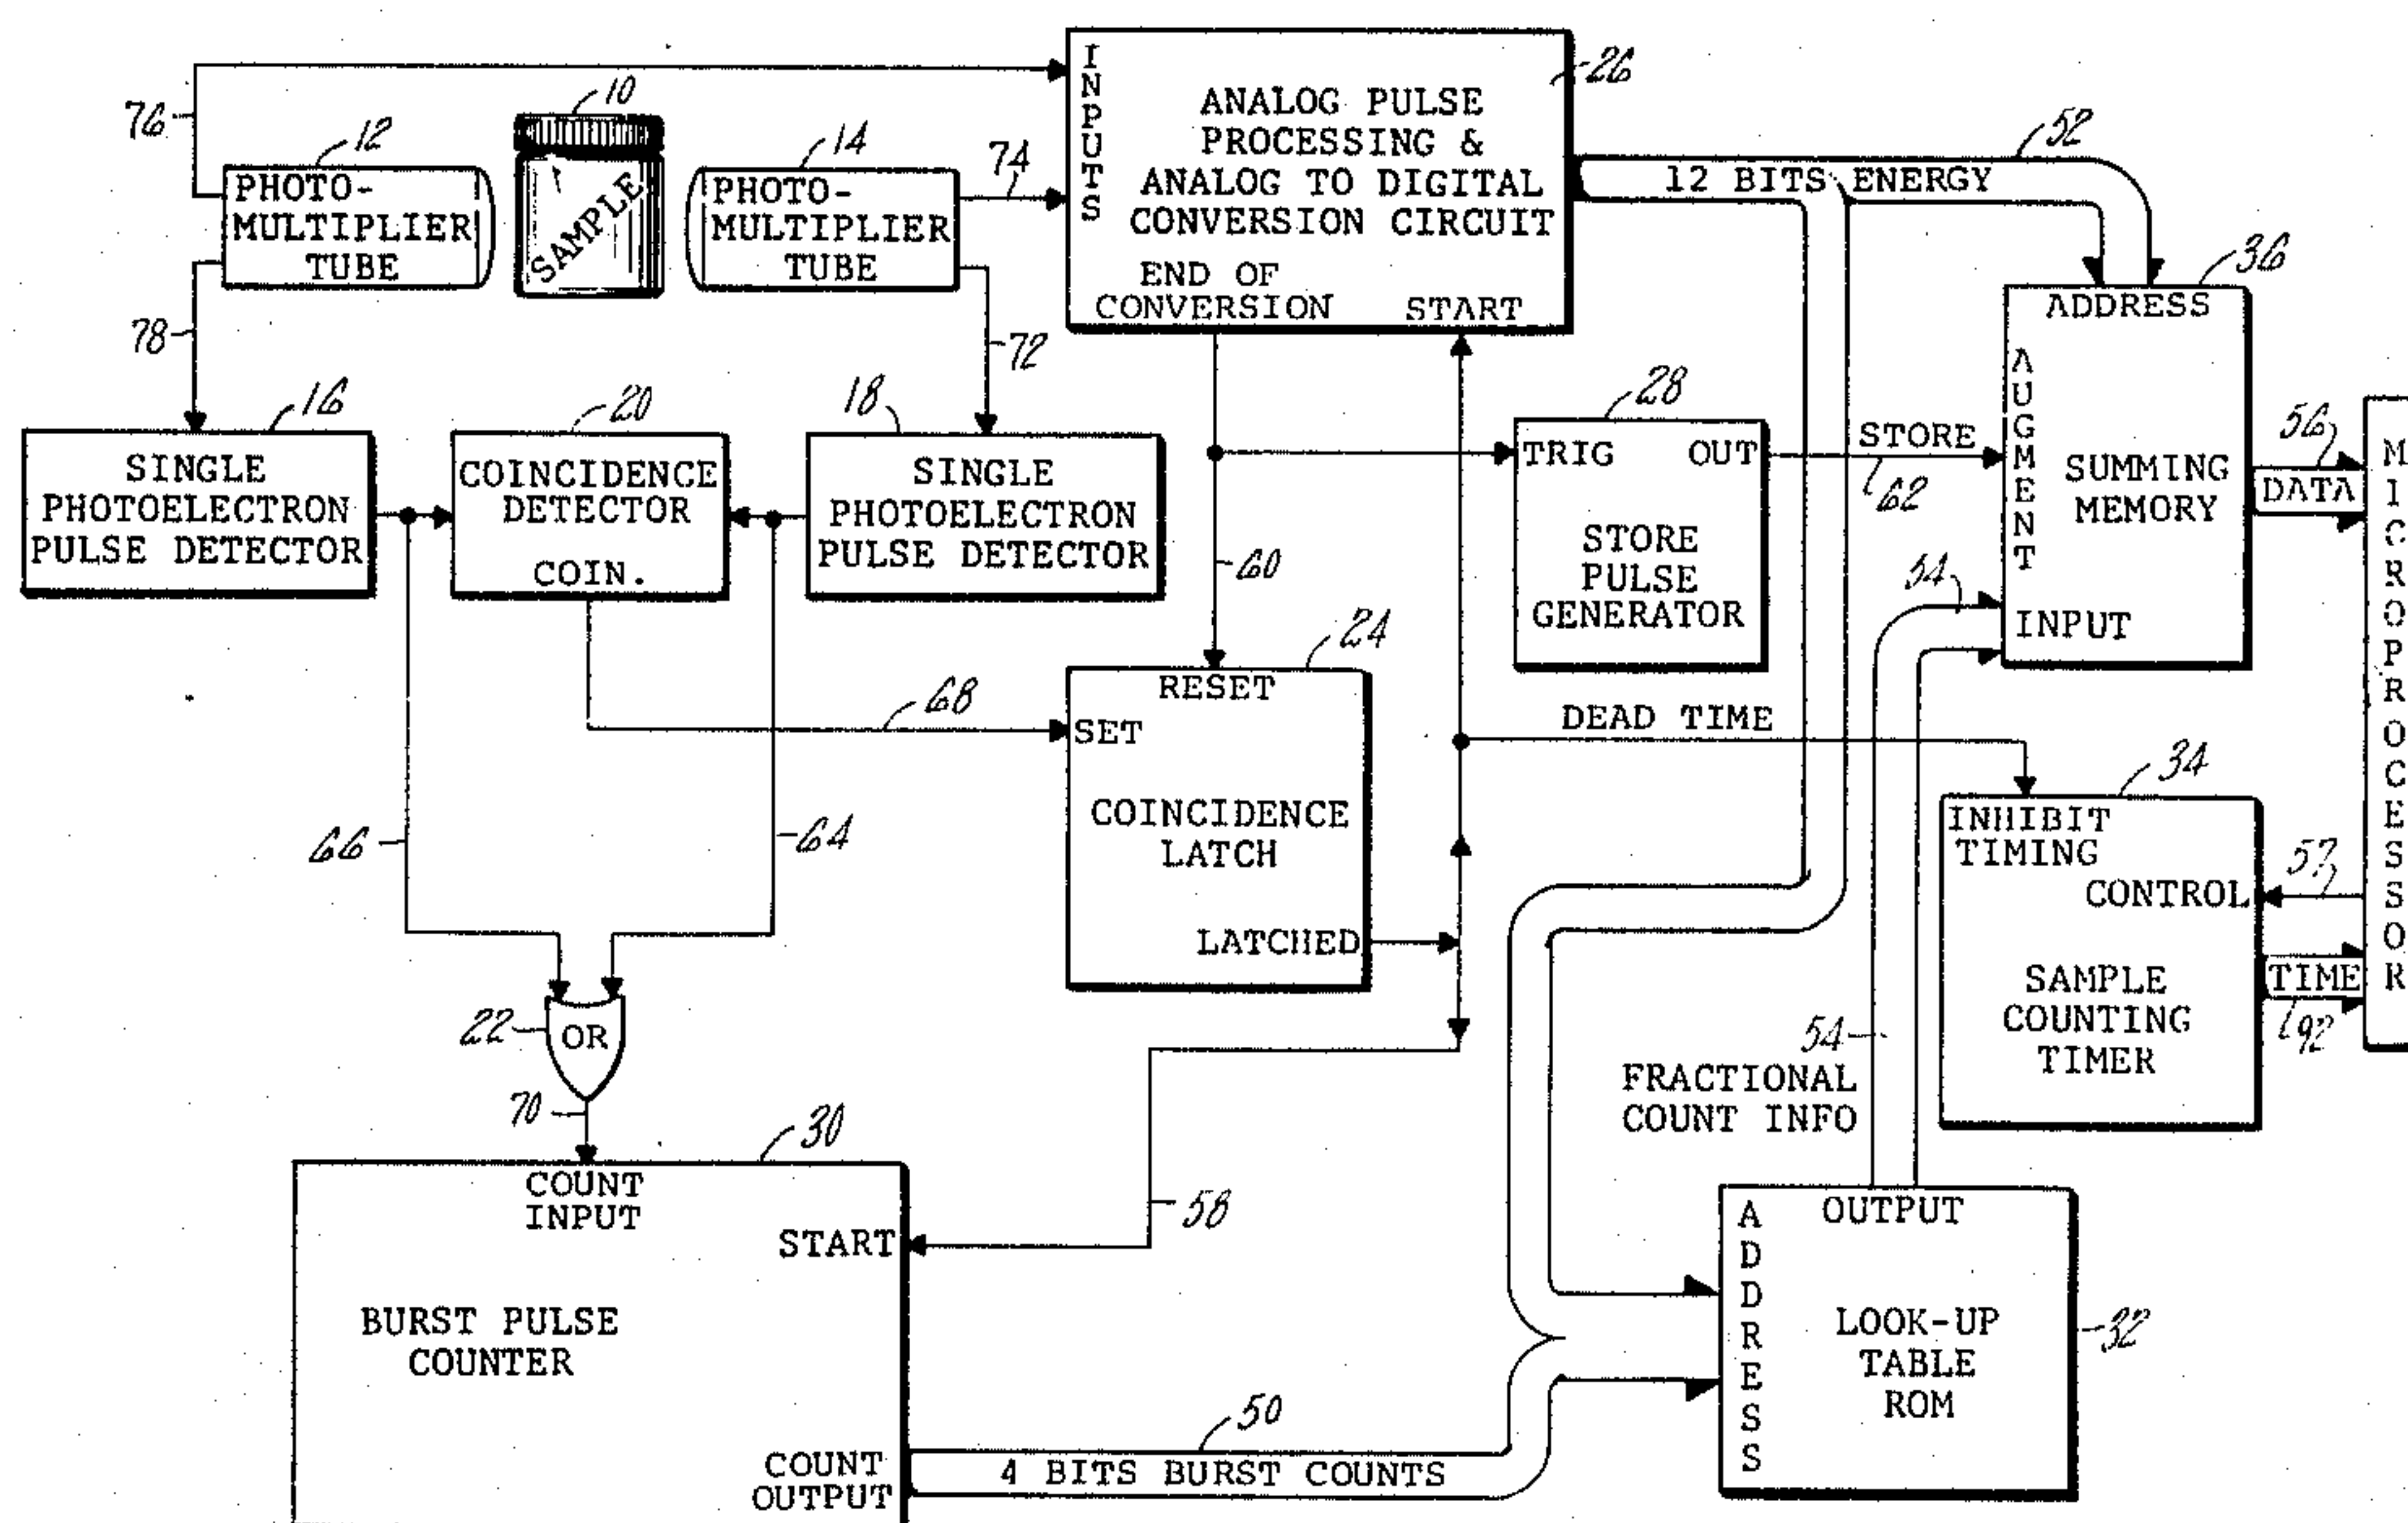 76
12
PHOTO-
MULTIPLIER
TUBE
10
SAMPLE
14
PHOTO-
MULTIPLIER
TUBE
74
72
78
INPUTS
ANALOG PULSE
PROCESSING &
ANALOG TO DIGITAL
CONVERSION CIRCUIT
END OF
CONVERSION
START
26
52
12 BITS ENERGY
36
ADDRESS
AUGMENT
SUMMING
MEMORY
INPUT
56
DATA
MICROPROCESSOR
16
SINGLE
PHOTOELECTRON
PULSE DETECTOR
20
COINCIDENCE
DETECTOR
COIN.
18
SINGLE
PHOTOELECTRON
PULSE DETECTOR
28
TRIG OUT
STORE
PULSE
GENERATOR
STORE
62
60
54
24
RESET
SET
COINCIDENCE
LATCH
LATCHED
68
66
64
DEAD TIME
34
INHIBIT
TIMING
CONTROL
SAMPLE
COUNTING
TIMER
57
TIME
92
22
OR
70
30
COUNT
INPUT
START
BURST PULSE
COUNTER
COUNT
OUTPUT
58
50
4 BITS BURST COUNTS
54
FRACTIONAL
COUNT INFO
OUTPUT
ADDRESS
LOOK-UP
TABLE
ROM
32